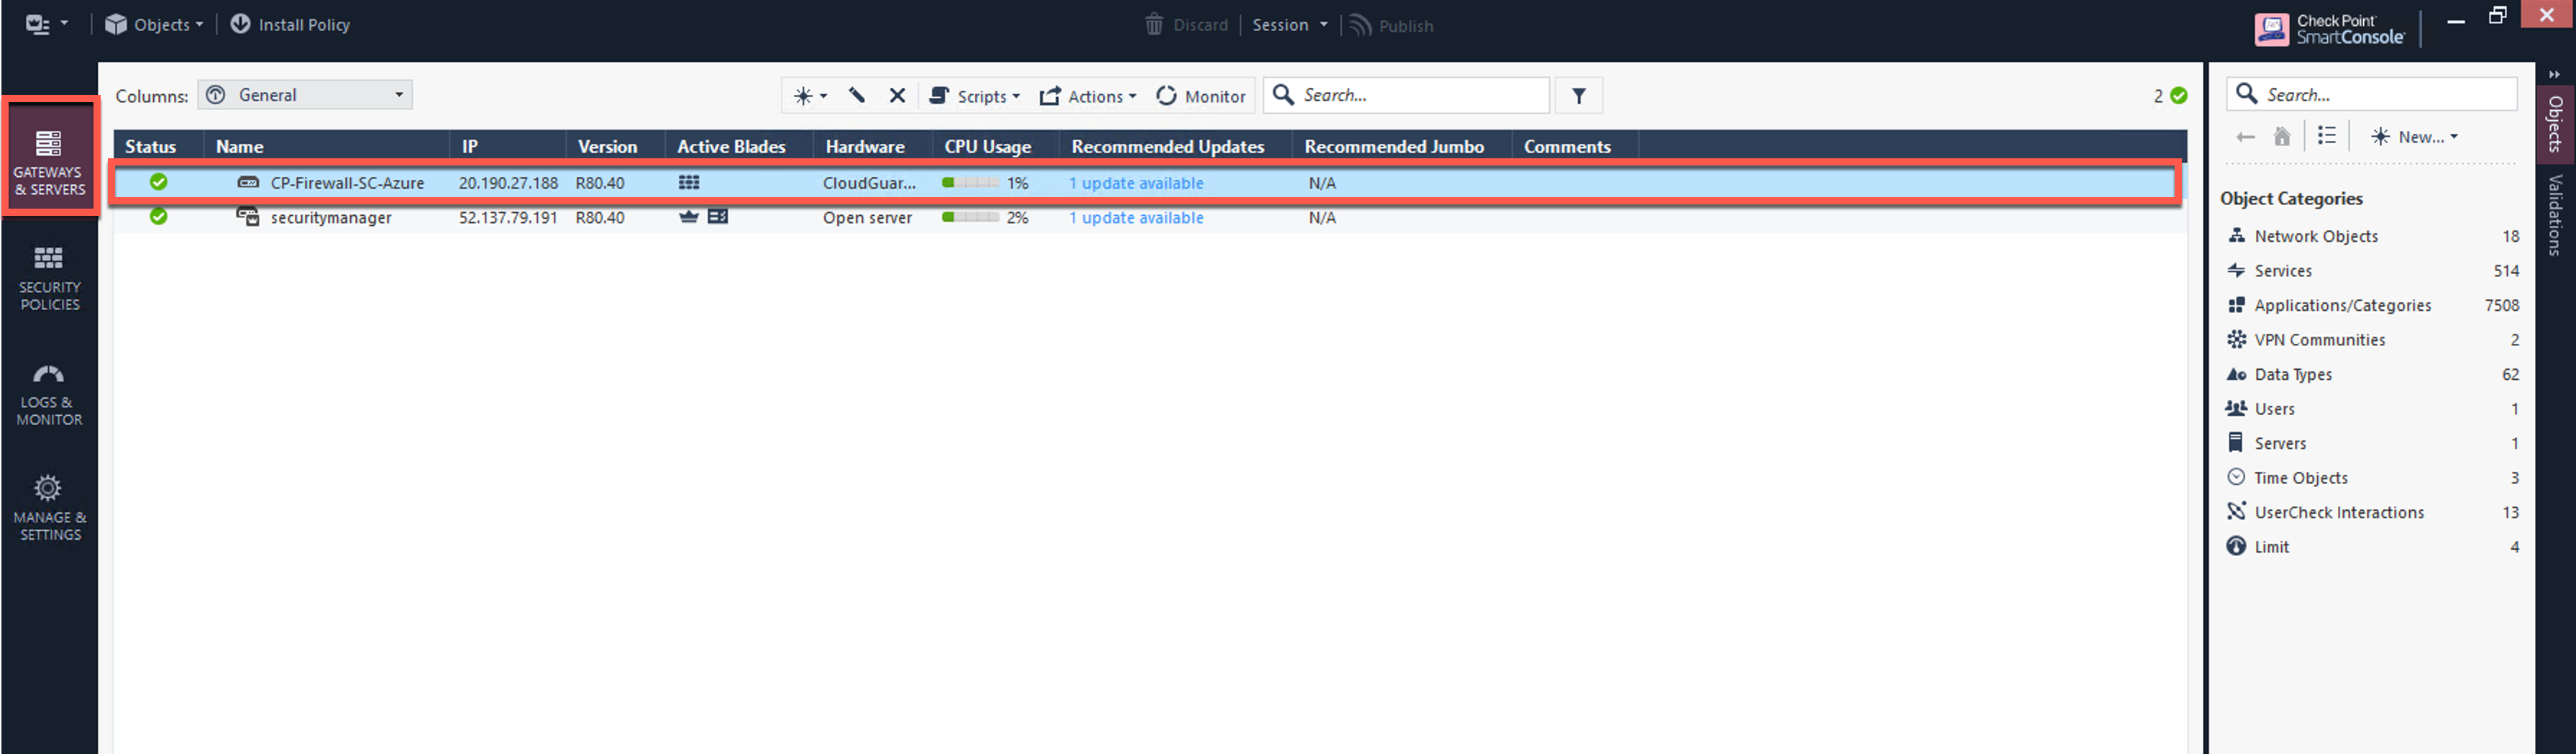 Objects
Install Policy
Discard
Session
Publish
Check Point
SmartConsole
GATEWAYS
& SERVERS
SECURITY
POLICIES
LOGS &
MONITOR
MANAGE &
SETTINGS
Columns: General
Scripts
Actions
Monitor
Search...
2
Status Name IP Version Active Blades Hardware CPU Usage Recommended Updates Recommended Jumbo Comments
CP-Firewall-SC-Azure 20.190.27.188 R80.40 CloudGuar... 1% 1 update available N/A
securitymanager 52.137.79.191 R80.40 Open server 2% 1 update available N/A
Search...
New...
Object Categories
Network Objects 18
Services 514
Applications/Categories 7508
VPN Communities 2
Data Types 62
Users 1
Servers 1
Time Objects 3
UserCheck Interactions 13
Limit 4
Objects
Validations